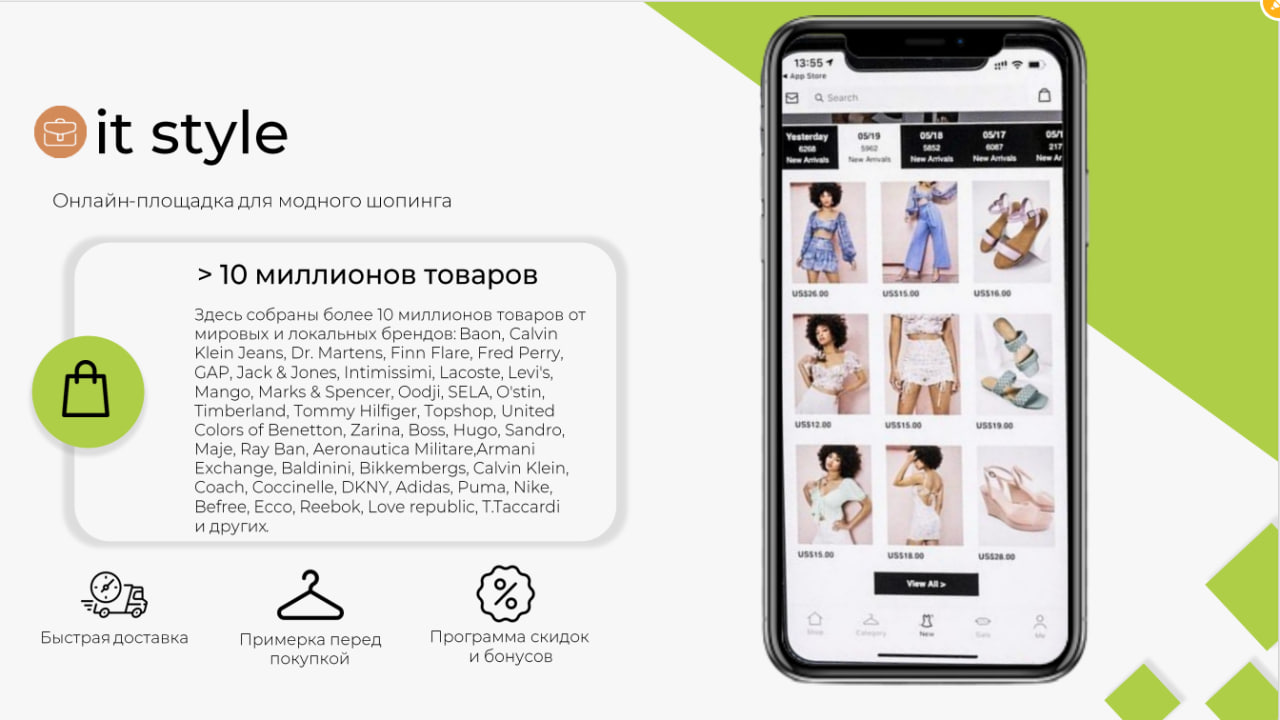 it style
Онлайн-площадка для модного шопинга
> 10 миллионов товаров
Здесь собраны более 10 миллионов товаров от
мировых и локальных брендов: Baon, Calvin
Klein Jeans, Dr. Martens, Finn Flare, Fred Perry,
GAP, Jack & Jones, Intimissimi, Lacoste, Levi's,
Mango, Marks & Spencer, Oodji, SELA, O'stin,
Timberland, Tommy Hilfiger, Topshop, United
Colors of Benetton, Zarina, Boss, Hugo, Sandro,
Maje, Ray Ban, Aeronautica Militare,Armani
Exchange, Baldinini, Bikkembergs, Calvin Klein,
Coach, Coccinelle, DKNY, Adidas, Puma, Nike,
Befree, Ecco, Reebok, Love republic, T.Taccardi
и других.
Быстрая доставка
Примерка перед
покупкой
Программа скидок
и бонусов
13:55
App Store
Search
Yesterday 05/19 05/18 05/17 05/1
6268 5962 5852 6087 217
New Arrivals New Arrivals New Arrivals New Arrivals New Ar
US$26.00 US$15.00 US$16.00
US$12.00 US$15.00 US$19.00
US$15.00 US$18.00 US$28.00
View All >
Shop Category New Sale Me